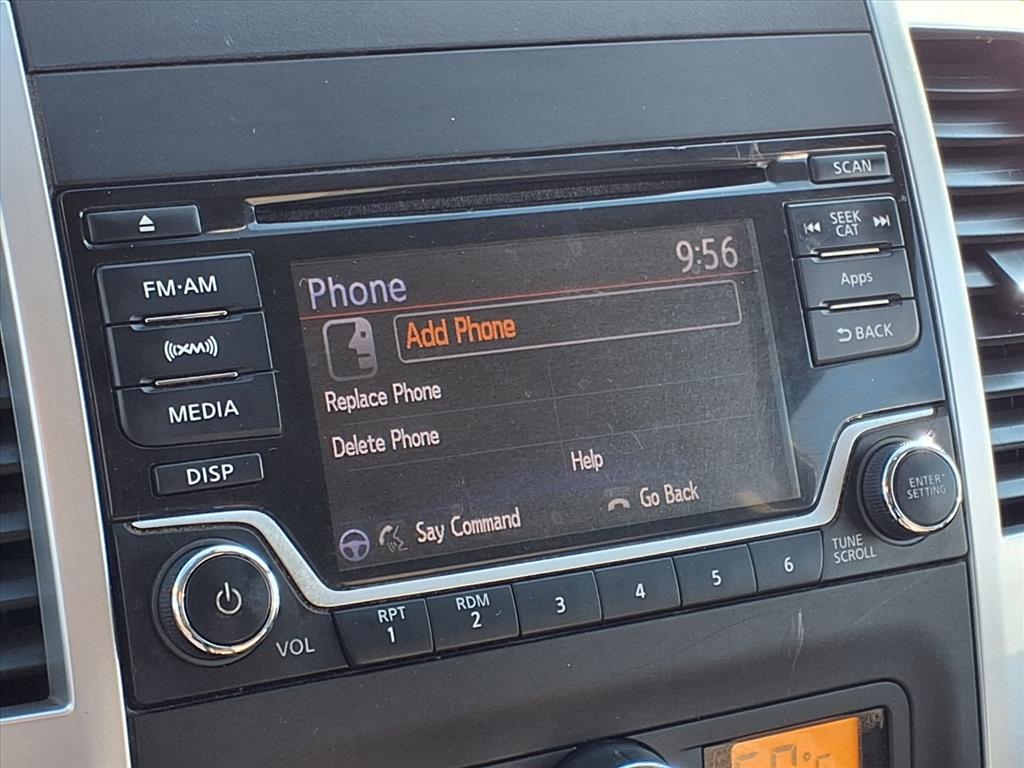 SCAN
SEEK
CAT
FM·AM
Phone
9:56
Apps
Add Phone
XM
BACK
Replace Phone
MEDIA
Delete Phone
DISP
Help
ENTER
SETTING
Go Back
Say Command
TUNE
SCROLL
VOL
RPT
1
RDM
2
3
4
5
6